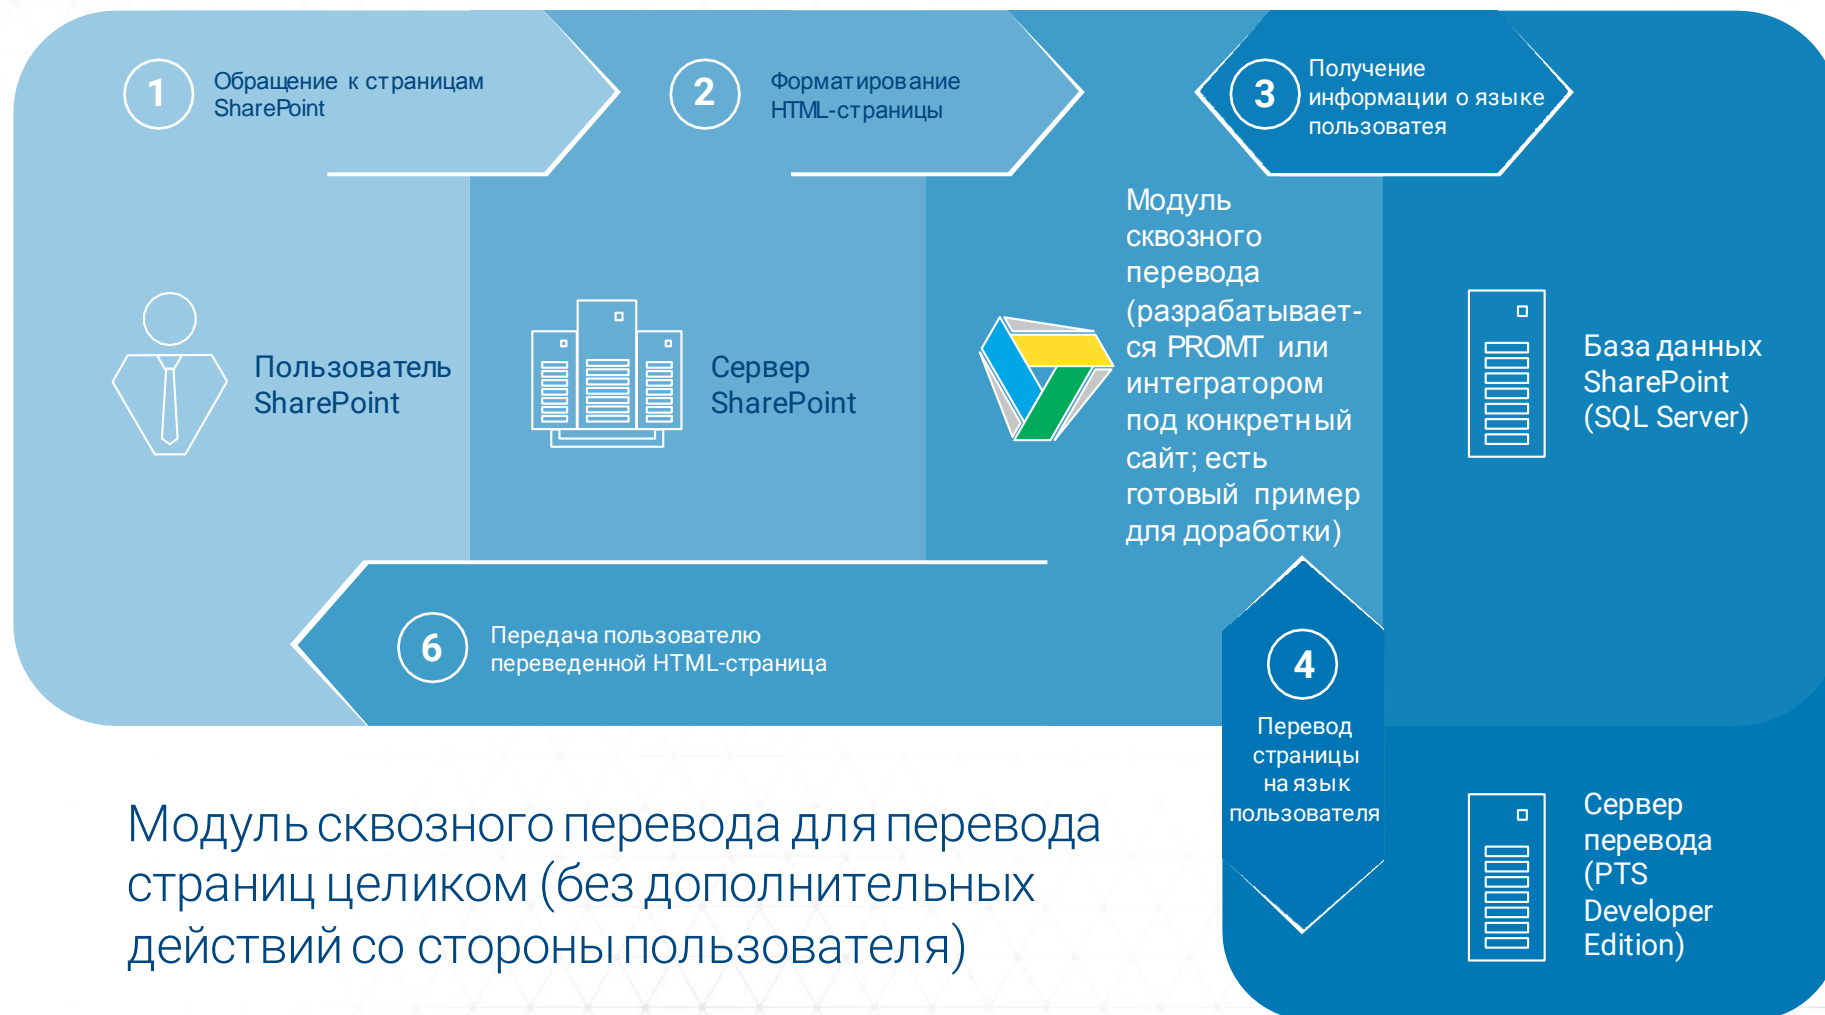 1
Обращение к страницам
SharePoint
2
Форматирование
HTML-страницы
3
Получение
информации о языке
пользоватея
Пользователь
SharePoint
Сервер
SharePoint
Модуль
сквозного
перевода
(разрабатывает-
ся PROMT или
интегратором
под конкретный
сайт; есть
готовый пример
для доработки)
База данных
SharePoint
(SQL Server)
6
Передача пользователю
переведенной HTML-страница
4
Перевод
страницы
на язык
пользователя
Модуль сквозного перевода для перевода
страниц целиком (без дополнительных
действий со стороны пользователя)
Сервер
перевода
(PTS
Developer
Edition)